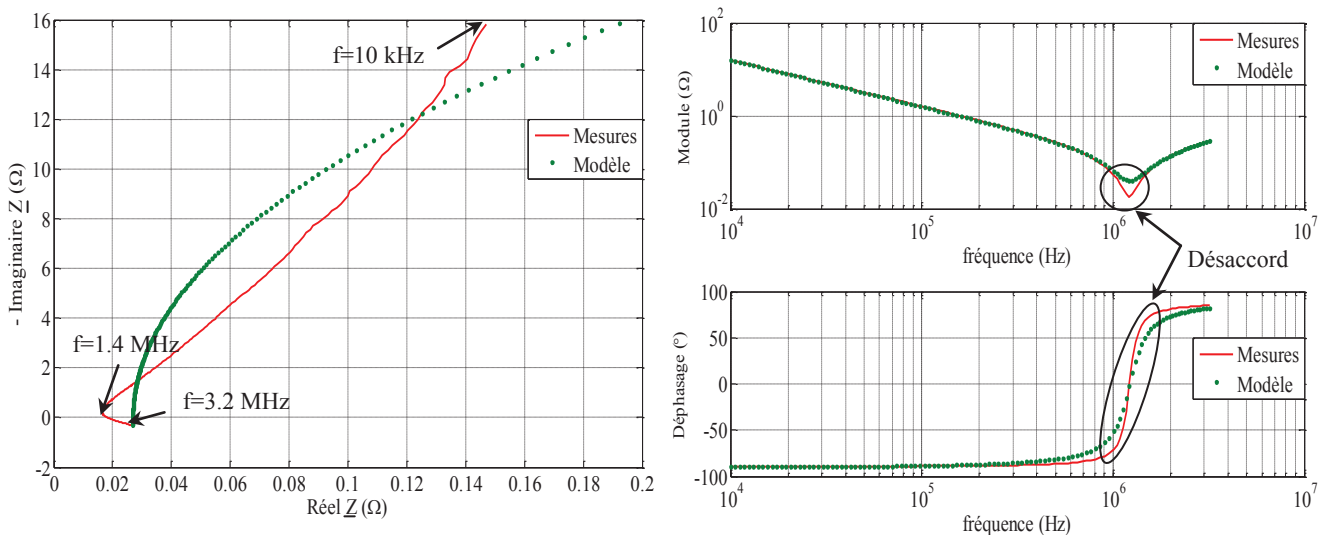 16
14
12
10
8
6
4
2
0
-2
- Imaginaire Z (Ω)
f=10 kHz
Mesures
Modèle
f=1.4 MHz
f=3.2 MHz
0 0.02 0.04 0.06 0.08 0.1 0.12 0.14 0.16 0.18 0.2
Réel Z (Ω)
10^2
10^0
10^-2
Module (Ω)
Mesures
Modèle
10^4 10^5 10^6 10^7
fréquence (Hz)
Désaccord
100
50
0
-50
-100
Déphasage (°)
Mesures
Modèle
10^4 10^5 10^6 10^7
fréquence (Hz)